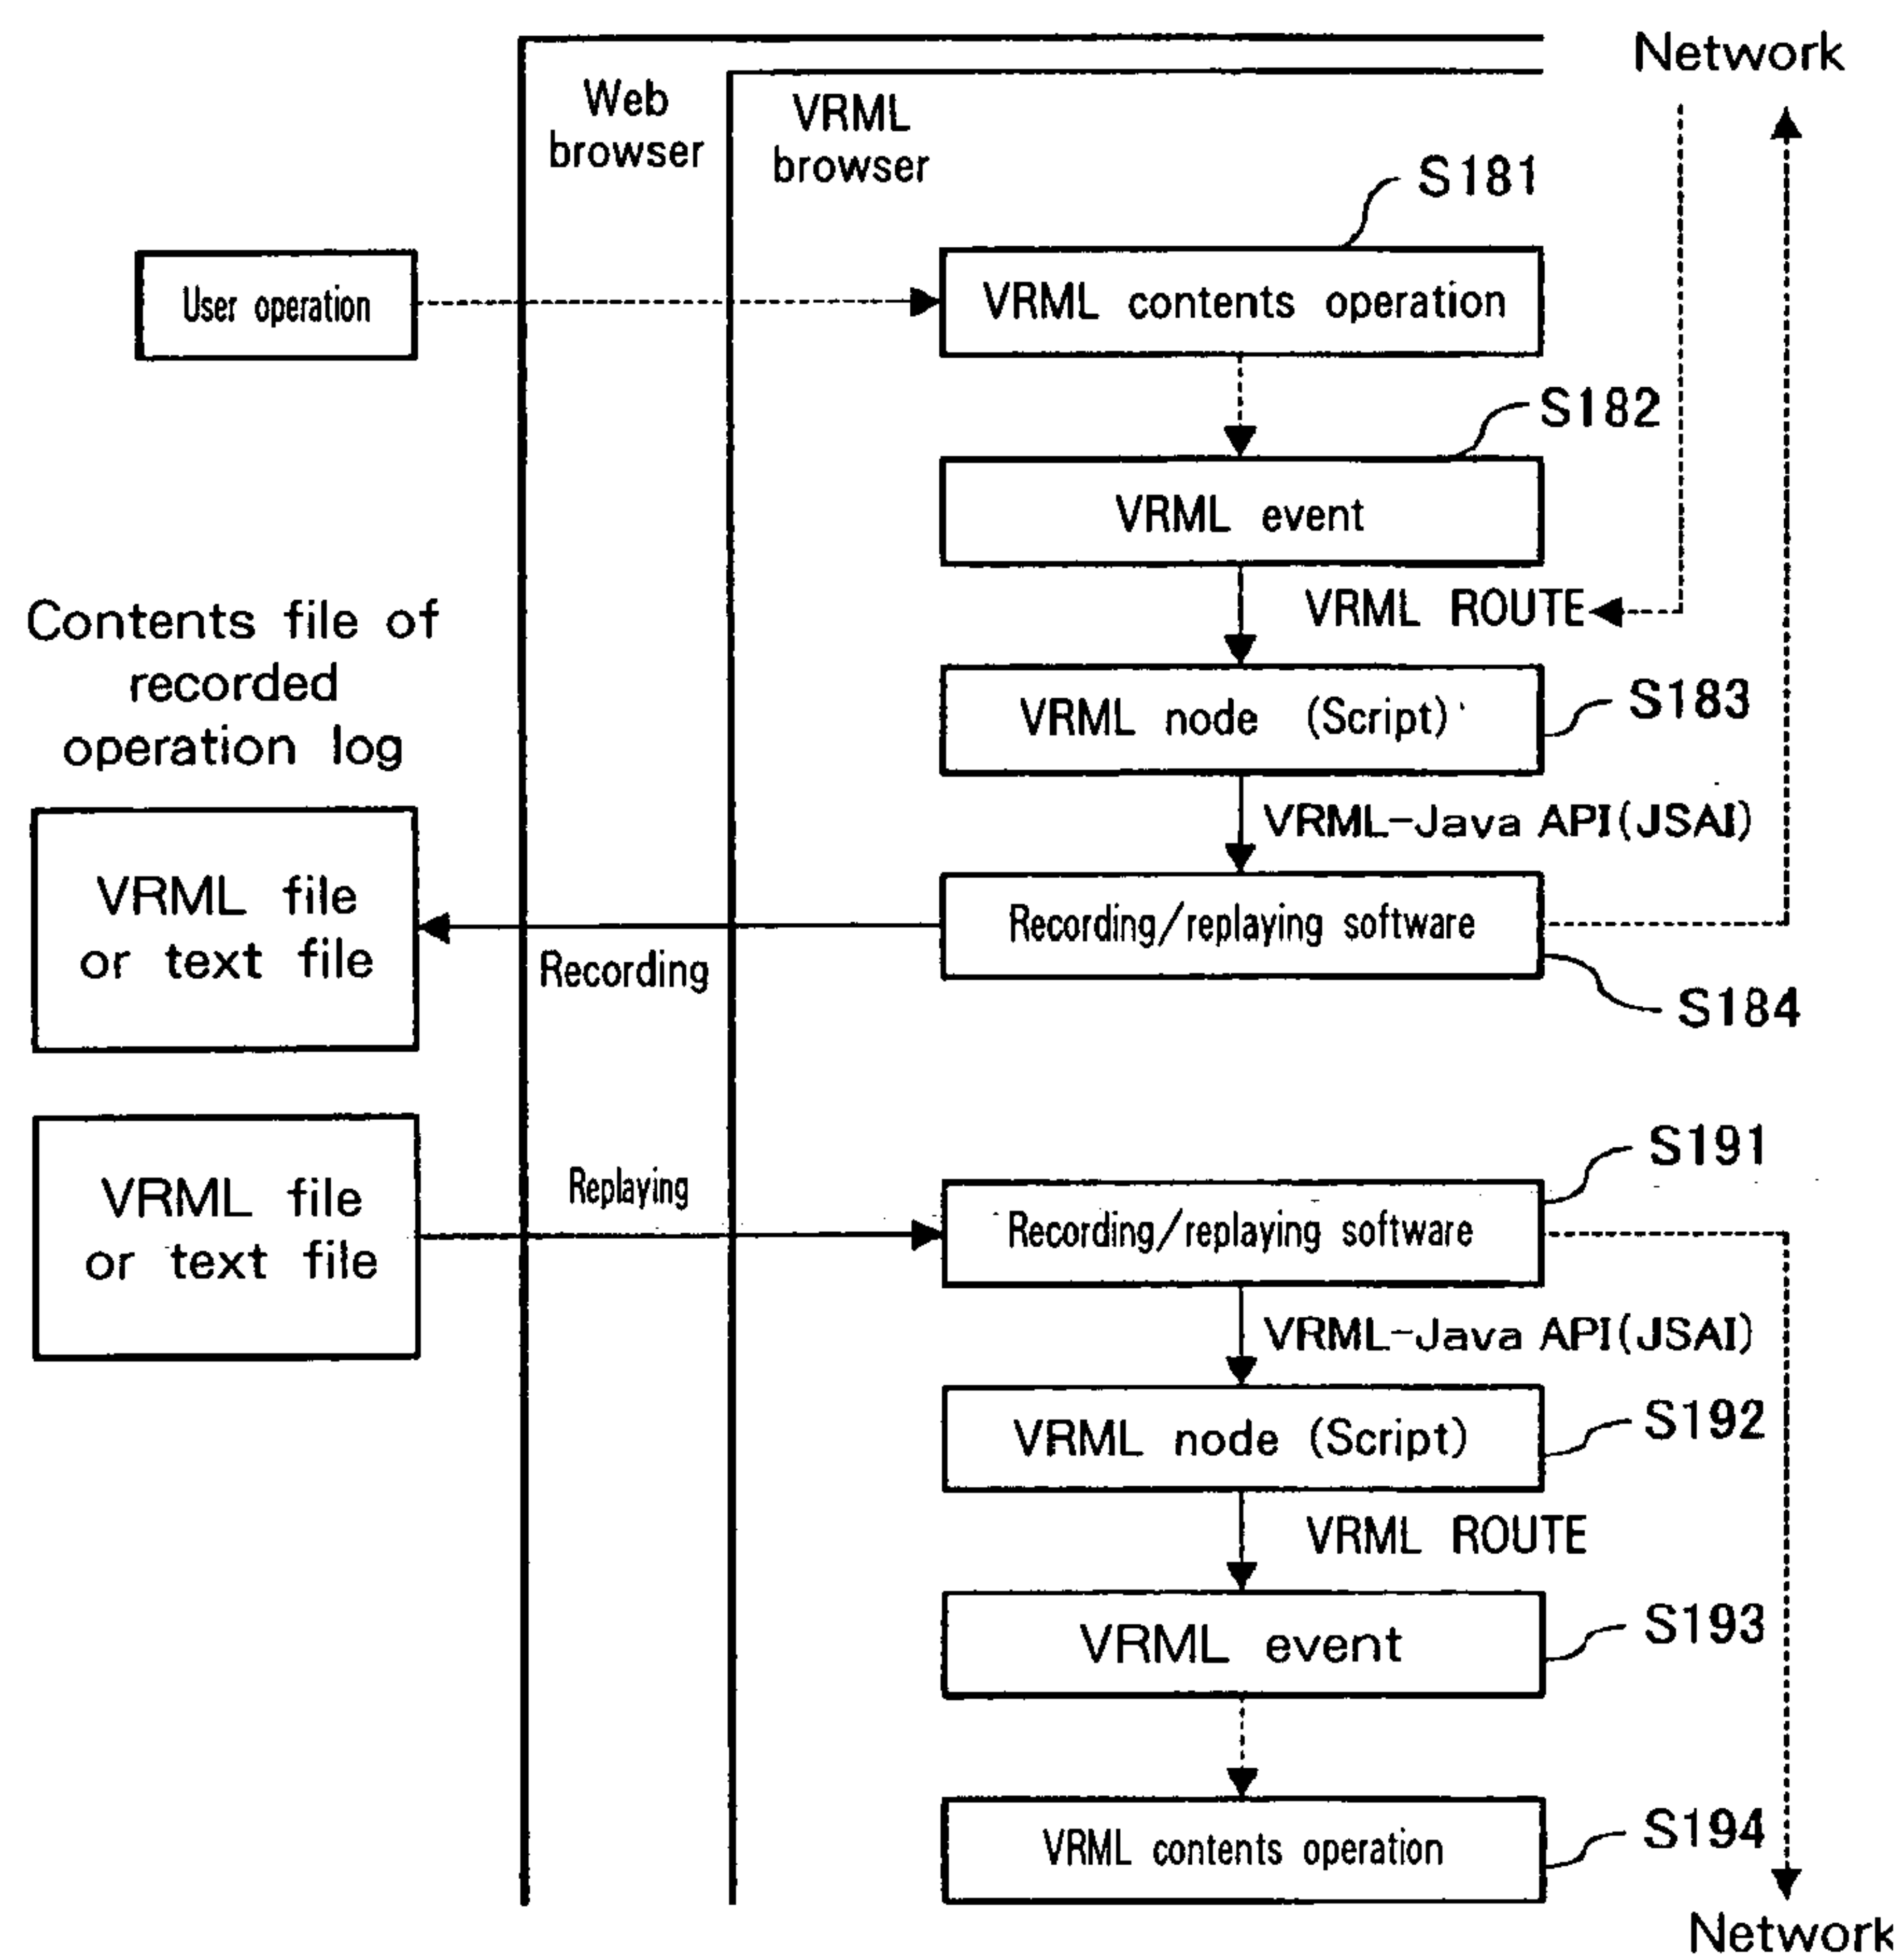 Network
Web
browser
VRML
browser
S181
User operation
VRML contents operation
S182
VRML event
VRML ROUTE
Contents file of
recorded
operation log
S183
VRML node (Script)
VRML-Java API(JSAI)
VRML file
or text file
Recording/replaying software
Recording
S184
S191
VRML file
or text file
Replaying
Recording/replaying software
VRML-Java API(JSAI)
S192
VRML node (Script)
VRML ROUTE
S193
VRML event
S194
VRML contents operation
Network